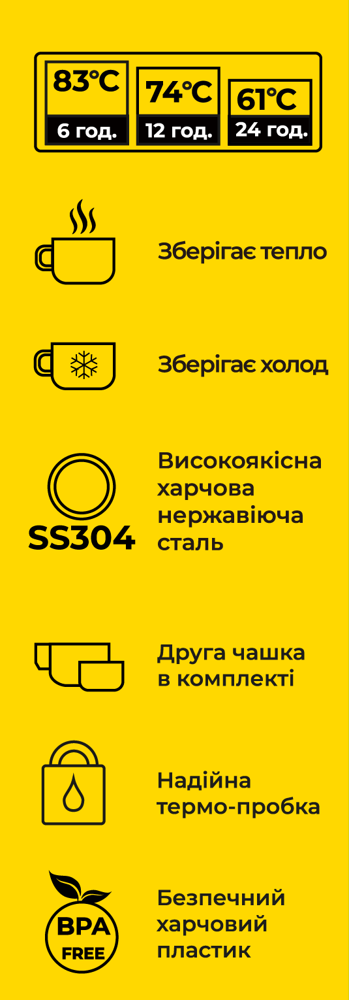 83°C 74°C 61°C
6 год. 12 год. 24 год.
Зберігає тепло
Зберігає холод
Високоякісна
харчова
нержавіюча
сталь
SS304
Друга чашка
в комплекті
Надійна
термо-пробка
Безпечний
харчовий
пластик
BPA
FREE